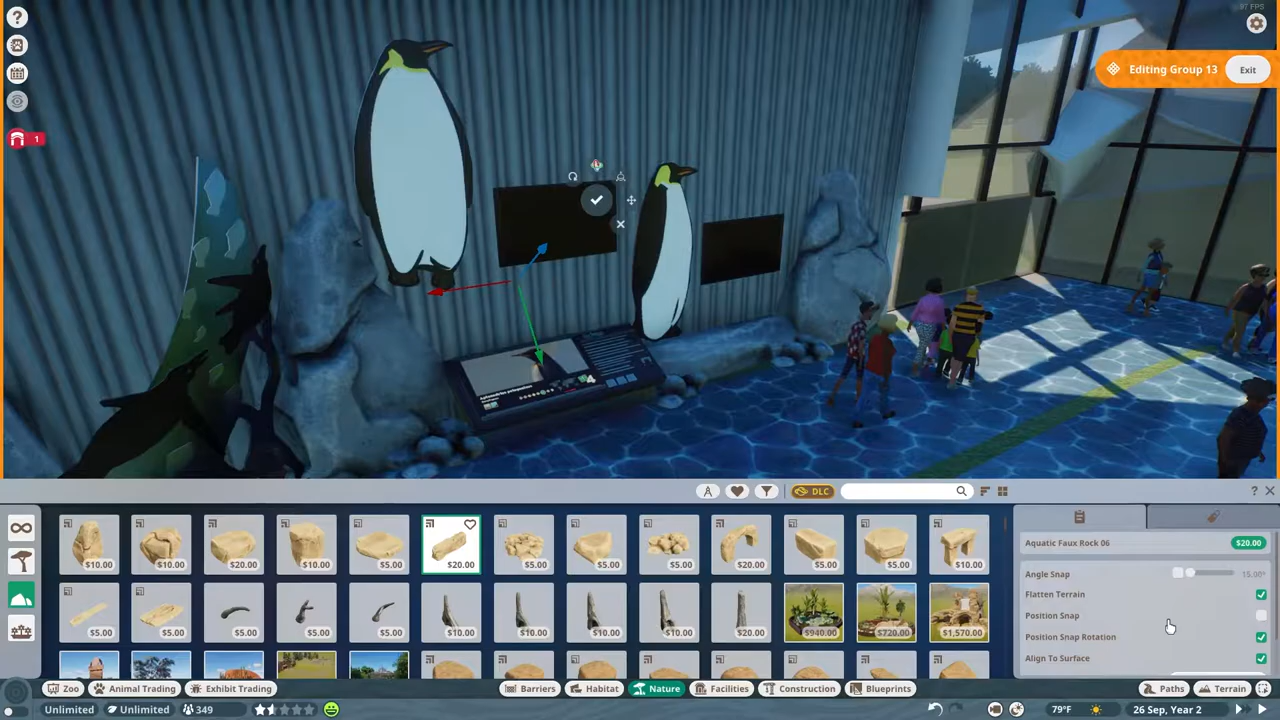 97 FPS
?
Editing Group 13
Exit
1
4
DLC
?
$10.00 $10.00 $20.00 $10.00 $5.00 $20.00 $5.00 $5.00 $5.00 $20.00 $5.00 $5.00 $10.00
Aquatic Faux Rock 06
$20.00
Angle Snap
15.00°
Flatten Terrain
Position Snap
Position Snap Rotation
Align To Surface
$5.00 $5.00 $5.00 $5.00 $5.00 $10.00 $10.00 $10.00 $10.00 $20.00 $940.00 $720.00 $1,570.00
Zoo
Animal Trading
Exhibit Trading
Barriers
Habitat
Nature
Facilities
Construction
Blueprints
Paths
Terrain
Unlimited
Unlimited
349
79°F
26 Sep, Year 2